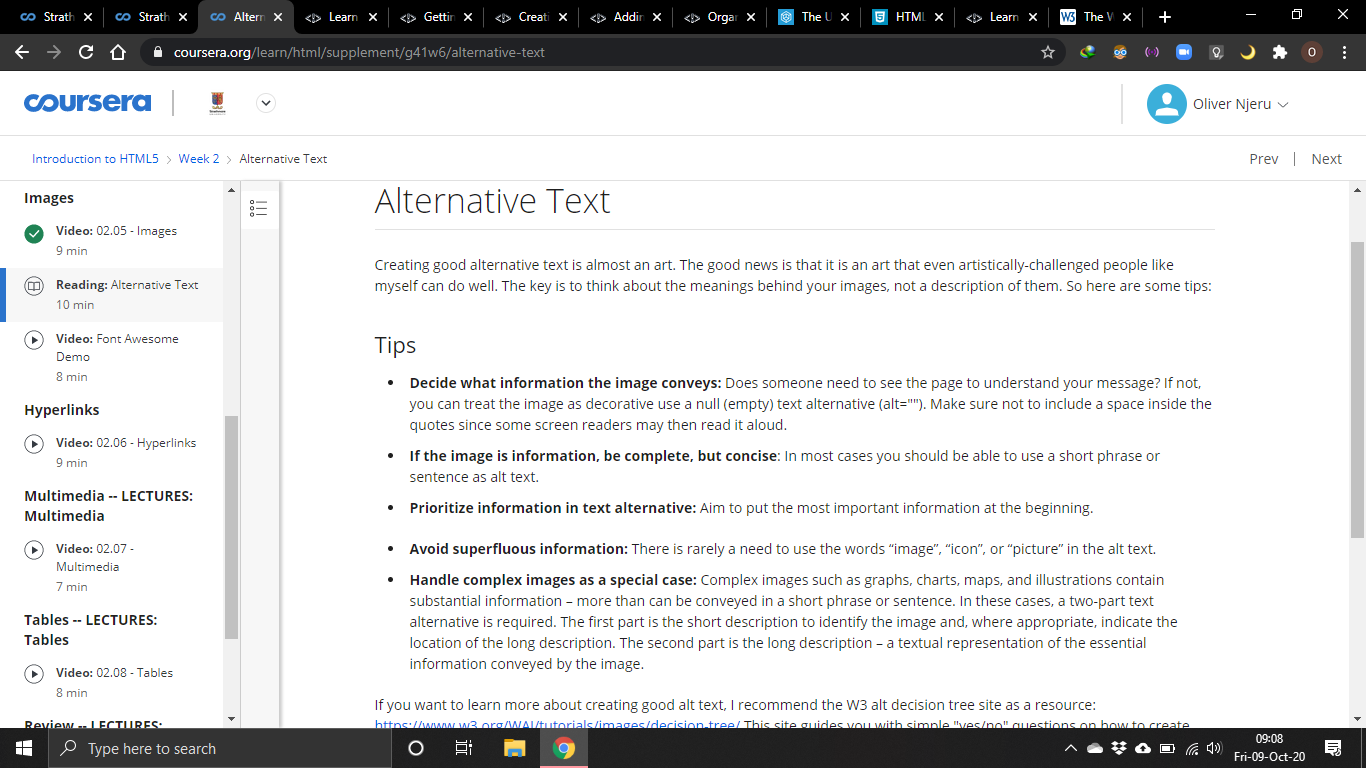 Strath
Strath
Altern
Learn
Gettin
Creati
Addin
Organ
The U
HTML
Learn
The W
coursera.org/learn/html/supplement/g41w6/alternative-text
O
coursera
Oliver Njeru
Introduction to HTML5 > Week 2 > Alternative Text
Prev | Next
Images
Video: 02.05 - Images
9 min
Reading: Alternative Text
10 min
Video: Font Awesome
Demo
8 min
Hyperlinks
Video: 02.06 - Hyperlinks
9 min
Multimedia -- LECTURES:
Multimedia
Video: 02.07 -
Multimedia
7 min
Tables -- LECTURES:
Tables
Video: 02.08 - Tables
8 min
Review -- LECTURES:
Alternative Text
Creating good alternative text is almost an art. The good news is that it is an art that even artistically-challenged people like
myself can do well. The key is to think about the meanings behind your images, not a description of them. So here are some tips:
Tips
• Decide what information the image conveys: Does someone need to see the page to understand your message? If not,
you can treat the image as decorative use a null (empty) text alternative (alt=""). Make sure not to include a space inside the
quotes since some screen readers may then read it aloud.
• If the image is information, be complete, but concise: In most cases you should be able to use a short phrase or
sentence as alt text.
• Prioritize information in text alternative: Aim to put the most important information at the beginning.
• Avoid superfluous information: There is rarely a need to use the words “image”, “icon”, or “picture” in the alt text.
• Handle complex images as a special case: Complex images such as graphs, charts, maps, and illustrations contain
substantial information – more than can be conveyed in a short phrase or sentence. In these cases, a two-part text
alternative is required. The first part is the short description to identify the image and, where appropriate, indicate the
location of the long description. The second part is the long description – a textual representation of the essential
information conveyed by the image.
If you want to learn more about creating good alt text, I recommend the W3 alt decision tree site as a resource:
https://www.w3.org/WAI/tutorials/images/decision-tree/ This site guides you with simple "yes/no" questions on how to create
Type here to search
09:08
Fri-09-Oct-20